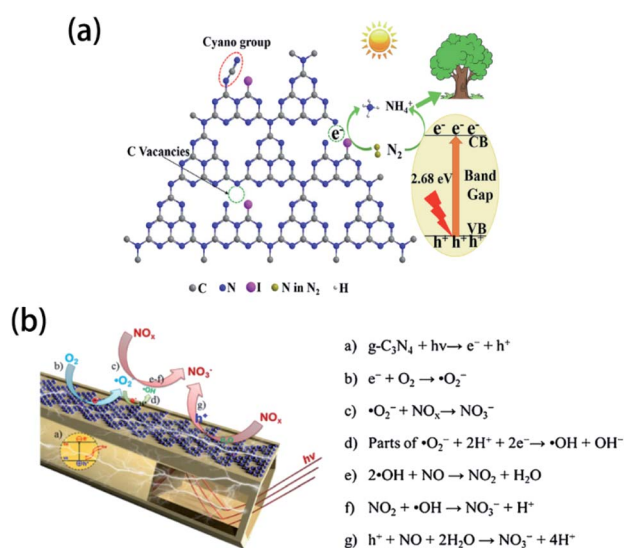 (a)
Cyano group
C Vacancies
e⁻
NH₄⁺
N₂
e⁻ e⁻ e⁻
CB
2.68 eV
Band
Gap
VB
h⁺ h⁺ h⁺
C N I N in N₂ H
(b)
NOₓ
b) O₂
c)
•O₂⁻
e-f)
•OH
d)
NO₃⁻
g)
h⁺
NOₓ
a)
hv
a) g-C₃N₄ + hv→ e⁻ + h⁺
b) e⁻ + O₂ → •O₂⁻
c) •O₂⁻ + NOₓ→ NO₃⁻
d) Parts of •O₂⁻ + 2H⁺ + 2e⁻→ •OH + OH⁻
e) 2•OH + NO → NO₂ + H₂O
f) NO₂ + •OH → NO₃⁻ + H⁺
g) h⁺ + NO + 2H₂O → NO₃⁻ + 4H⁺